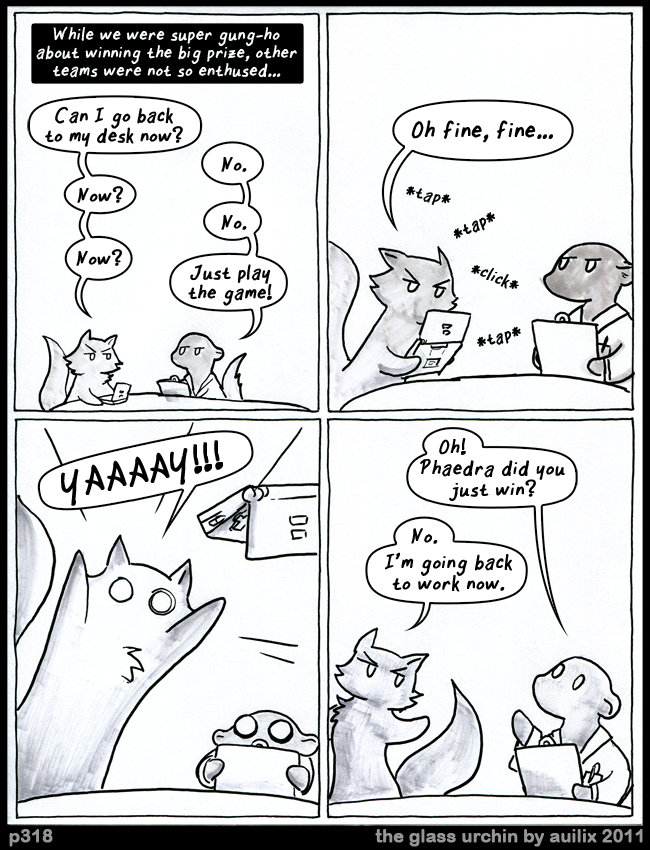 While we were super gung-ho
about winning the big prize, other
teams were not so enthused...
Can I go back
to my desk now?
No.
Now?
No.
Now?
Just play
the game!
Oh fine, fine...
*tap*
*tap*
*click*
*tap*
YAAAAY!!!
Oh!
Phaedra did you
just win?
No.
I'm going back
to work now.
p318
the glass urchin by auilix 2011